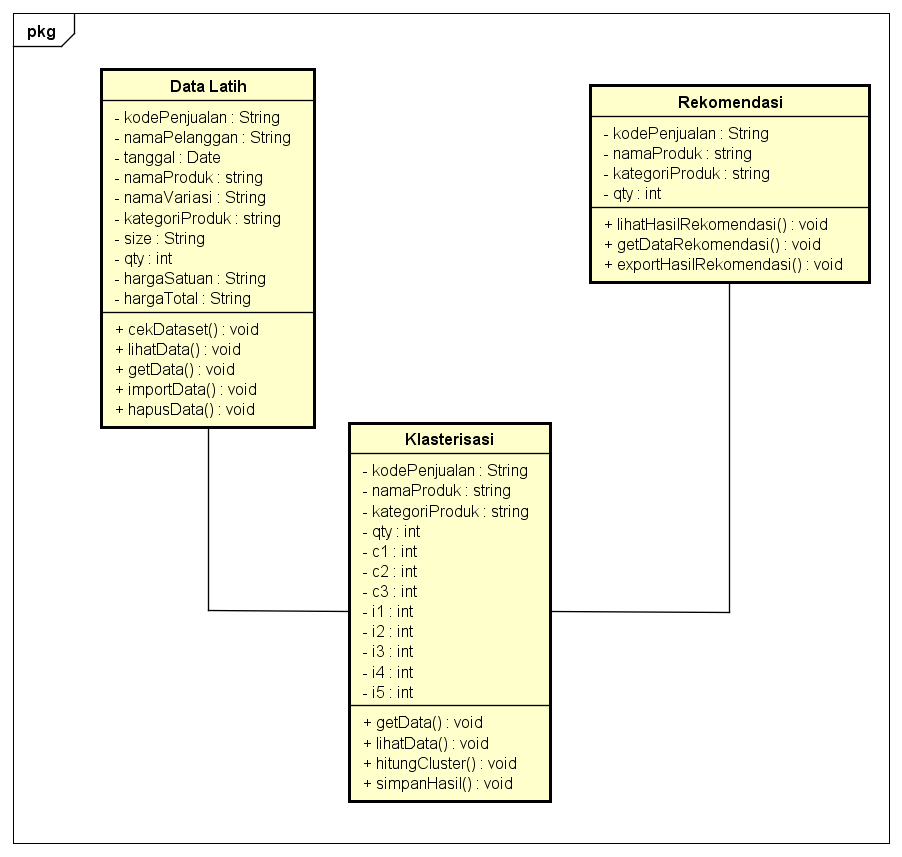 pkg
Data Latih
- kodePenjualan : String
- namaPelanggan : String
- tanggal : Date
- namaProduk : string
- namaVariasi : String
- kategoriProduk : string
- size : String
- qty : int
- hargaSatuan : String
- hargaTotal : String
+ cekDataset() : void
+ lihatData() : void
+ getData() : void
+ importData() : void
+ hapusData() : void
Rekomendasi
- kodePenjualan : String
- namaProduk : string
- kategoriProduk : string
- qty : int
+ lihatHasilRekomendasi() : void
+ getDataRekomendasi() : void
+ exportHasilRekomendasi() : void
Klasterisasi
- kodePenjualan : String
- namaProduk : string
- kategoriProduk : string
- qty : int
- c1 : int
- c2 : int
- c3 : int
- i1 : int
- i2 : int
- i3 : int
- i4 : int
- i5 : int
+ getData() : void
+ lihatData() : void
+ hitungCluster() : void
+ simpanHasil() : void